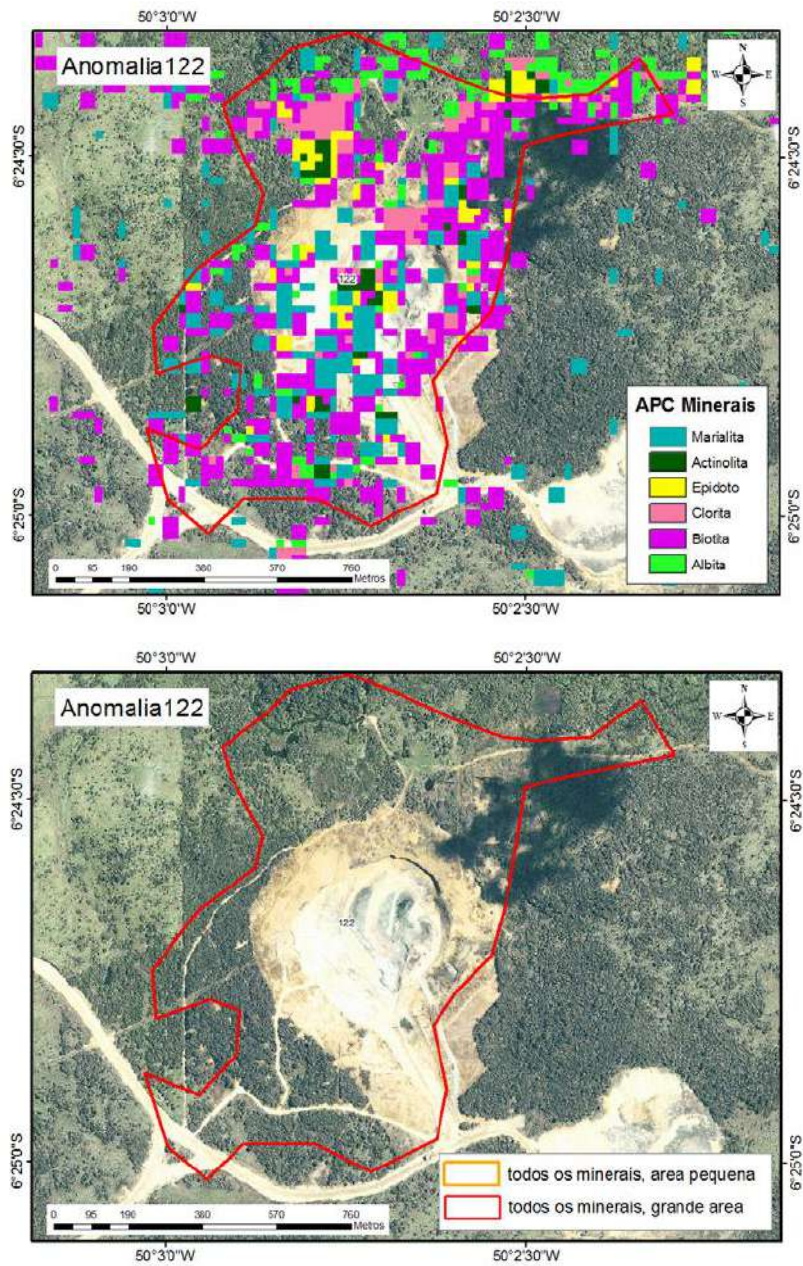 50°3'0"W
50°2'30"W
Anomalia122
N
W
E
S
6°24'30"S
6°24'30"S
122
APC Minerais
Marialita
Actinolita
Epidoto
Clorita
Biotita
Albita
6°25'0"S
6°25'0"S
0 95 190 380 570 760
Metros
50°3'0"W
50°2'30"W
50°3'0"W
50°2'30"W
Anomalia122
N
W
E
S
6°24'30"S
6°24'30"S
122
6°25'0"S
6°25'0"S
todos os minerais, area pequena
todos os minerais, grande area
0 95 190 380 570 760
Metros
50°3'0"W
50°2'30"W